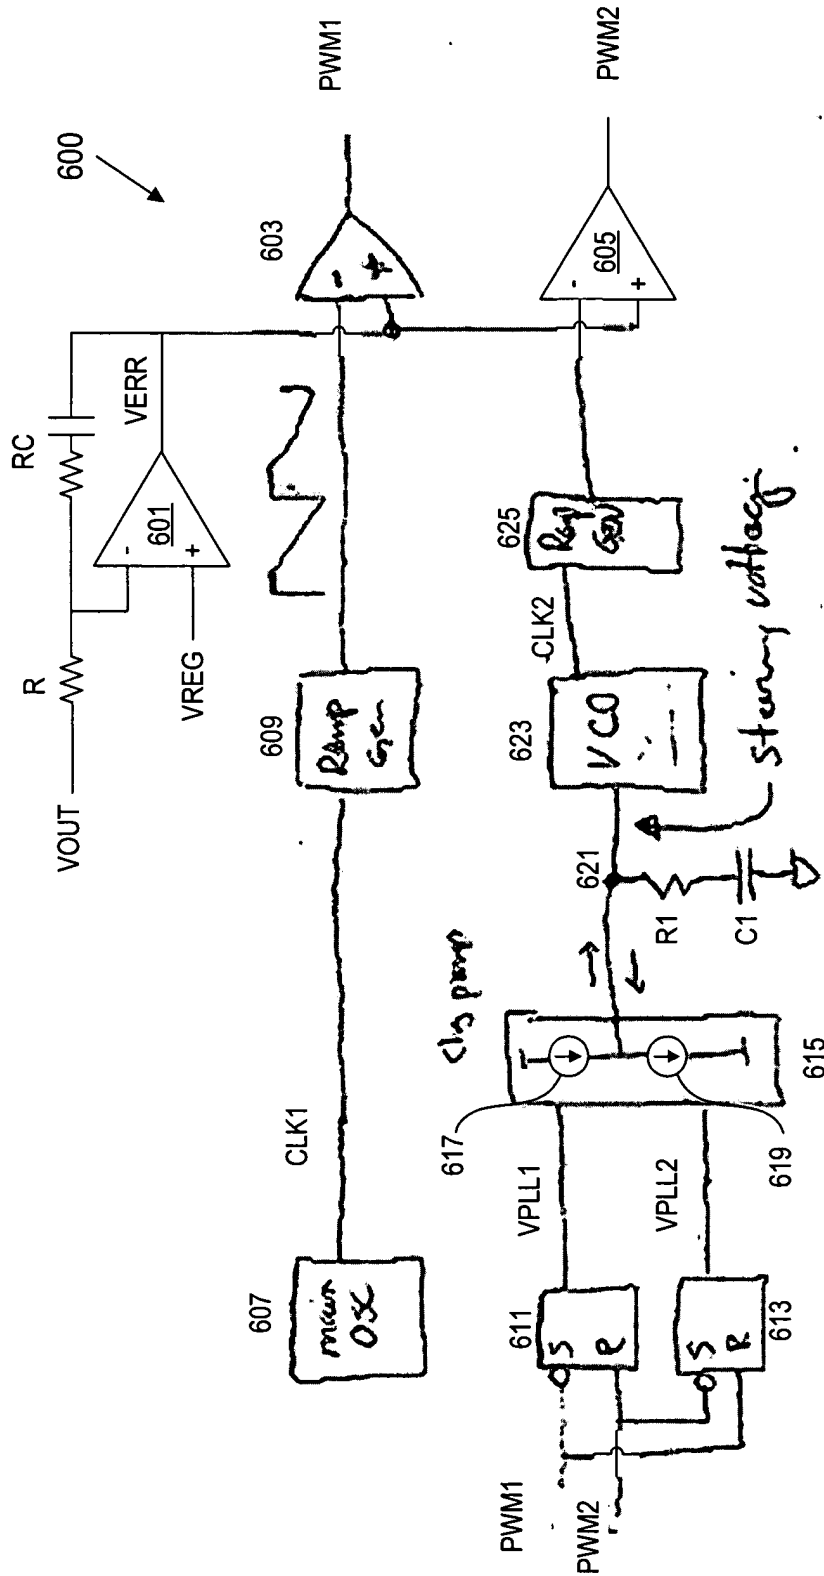 600
RC
R
VERR
601
-
+
VOUT
VREG
PWM1
603
-
+
609
Ramp
Gen
CLK1
607
main
OSC
PWM2
605
-
+
625
Ramp
Gen
CLK2
623
VCO
steering voltage
621
R1
C1
chg pump
615
617
619
VPLL1
VPLL2
611
S
R
613
S
R
PWM1
PWM2